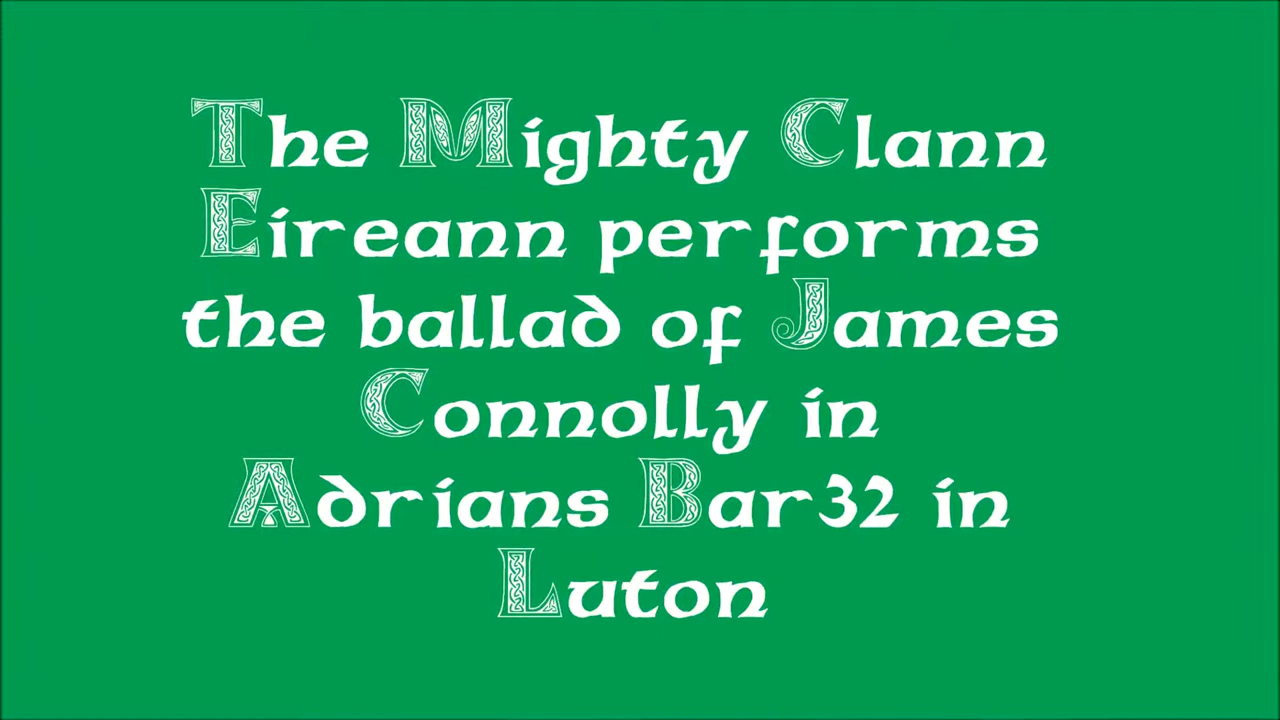 The Mighty Clann
Eireann performs
the ballad of James
Connolly in
Adrians Bar32 in
Luton